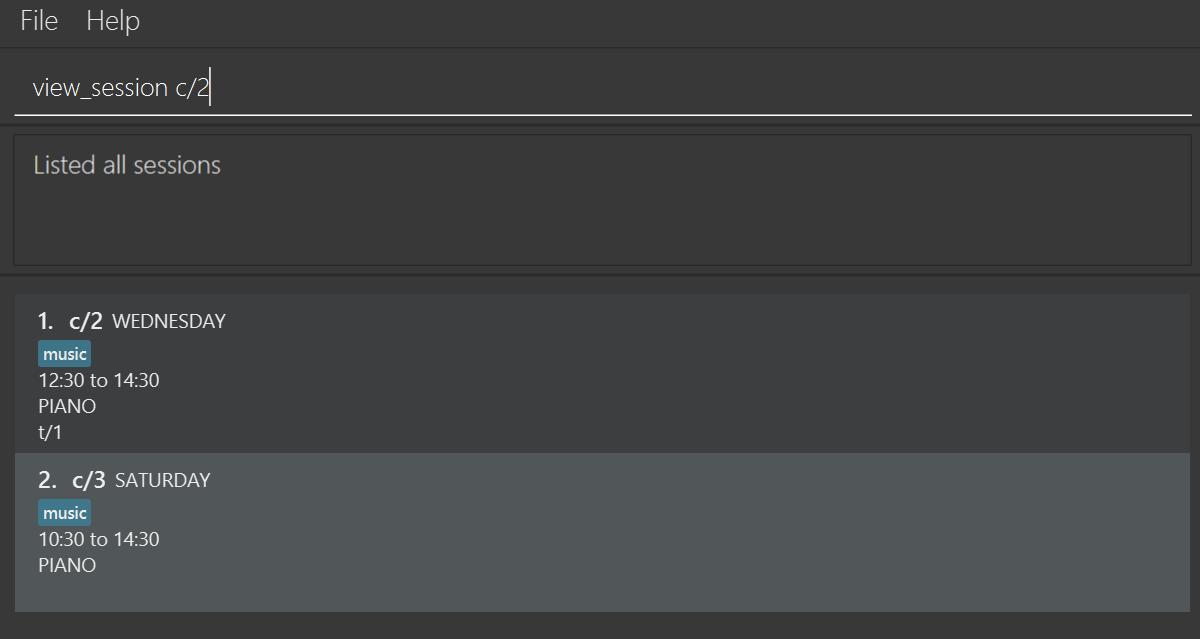 File Help
view_session c/2
Listed all sessions
1. c/2 WEDNESDAY
music
12:30 to 14:30
PIANO
t/1
2. c/3 SATURDAY
music
10:30 to 14:30
PIANO